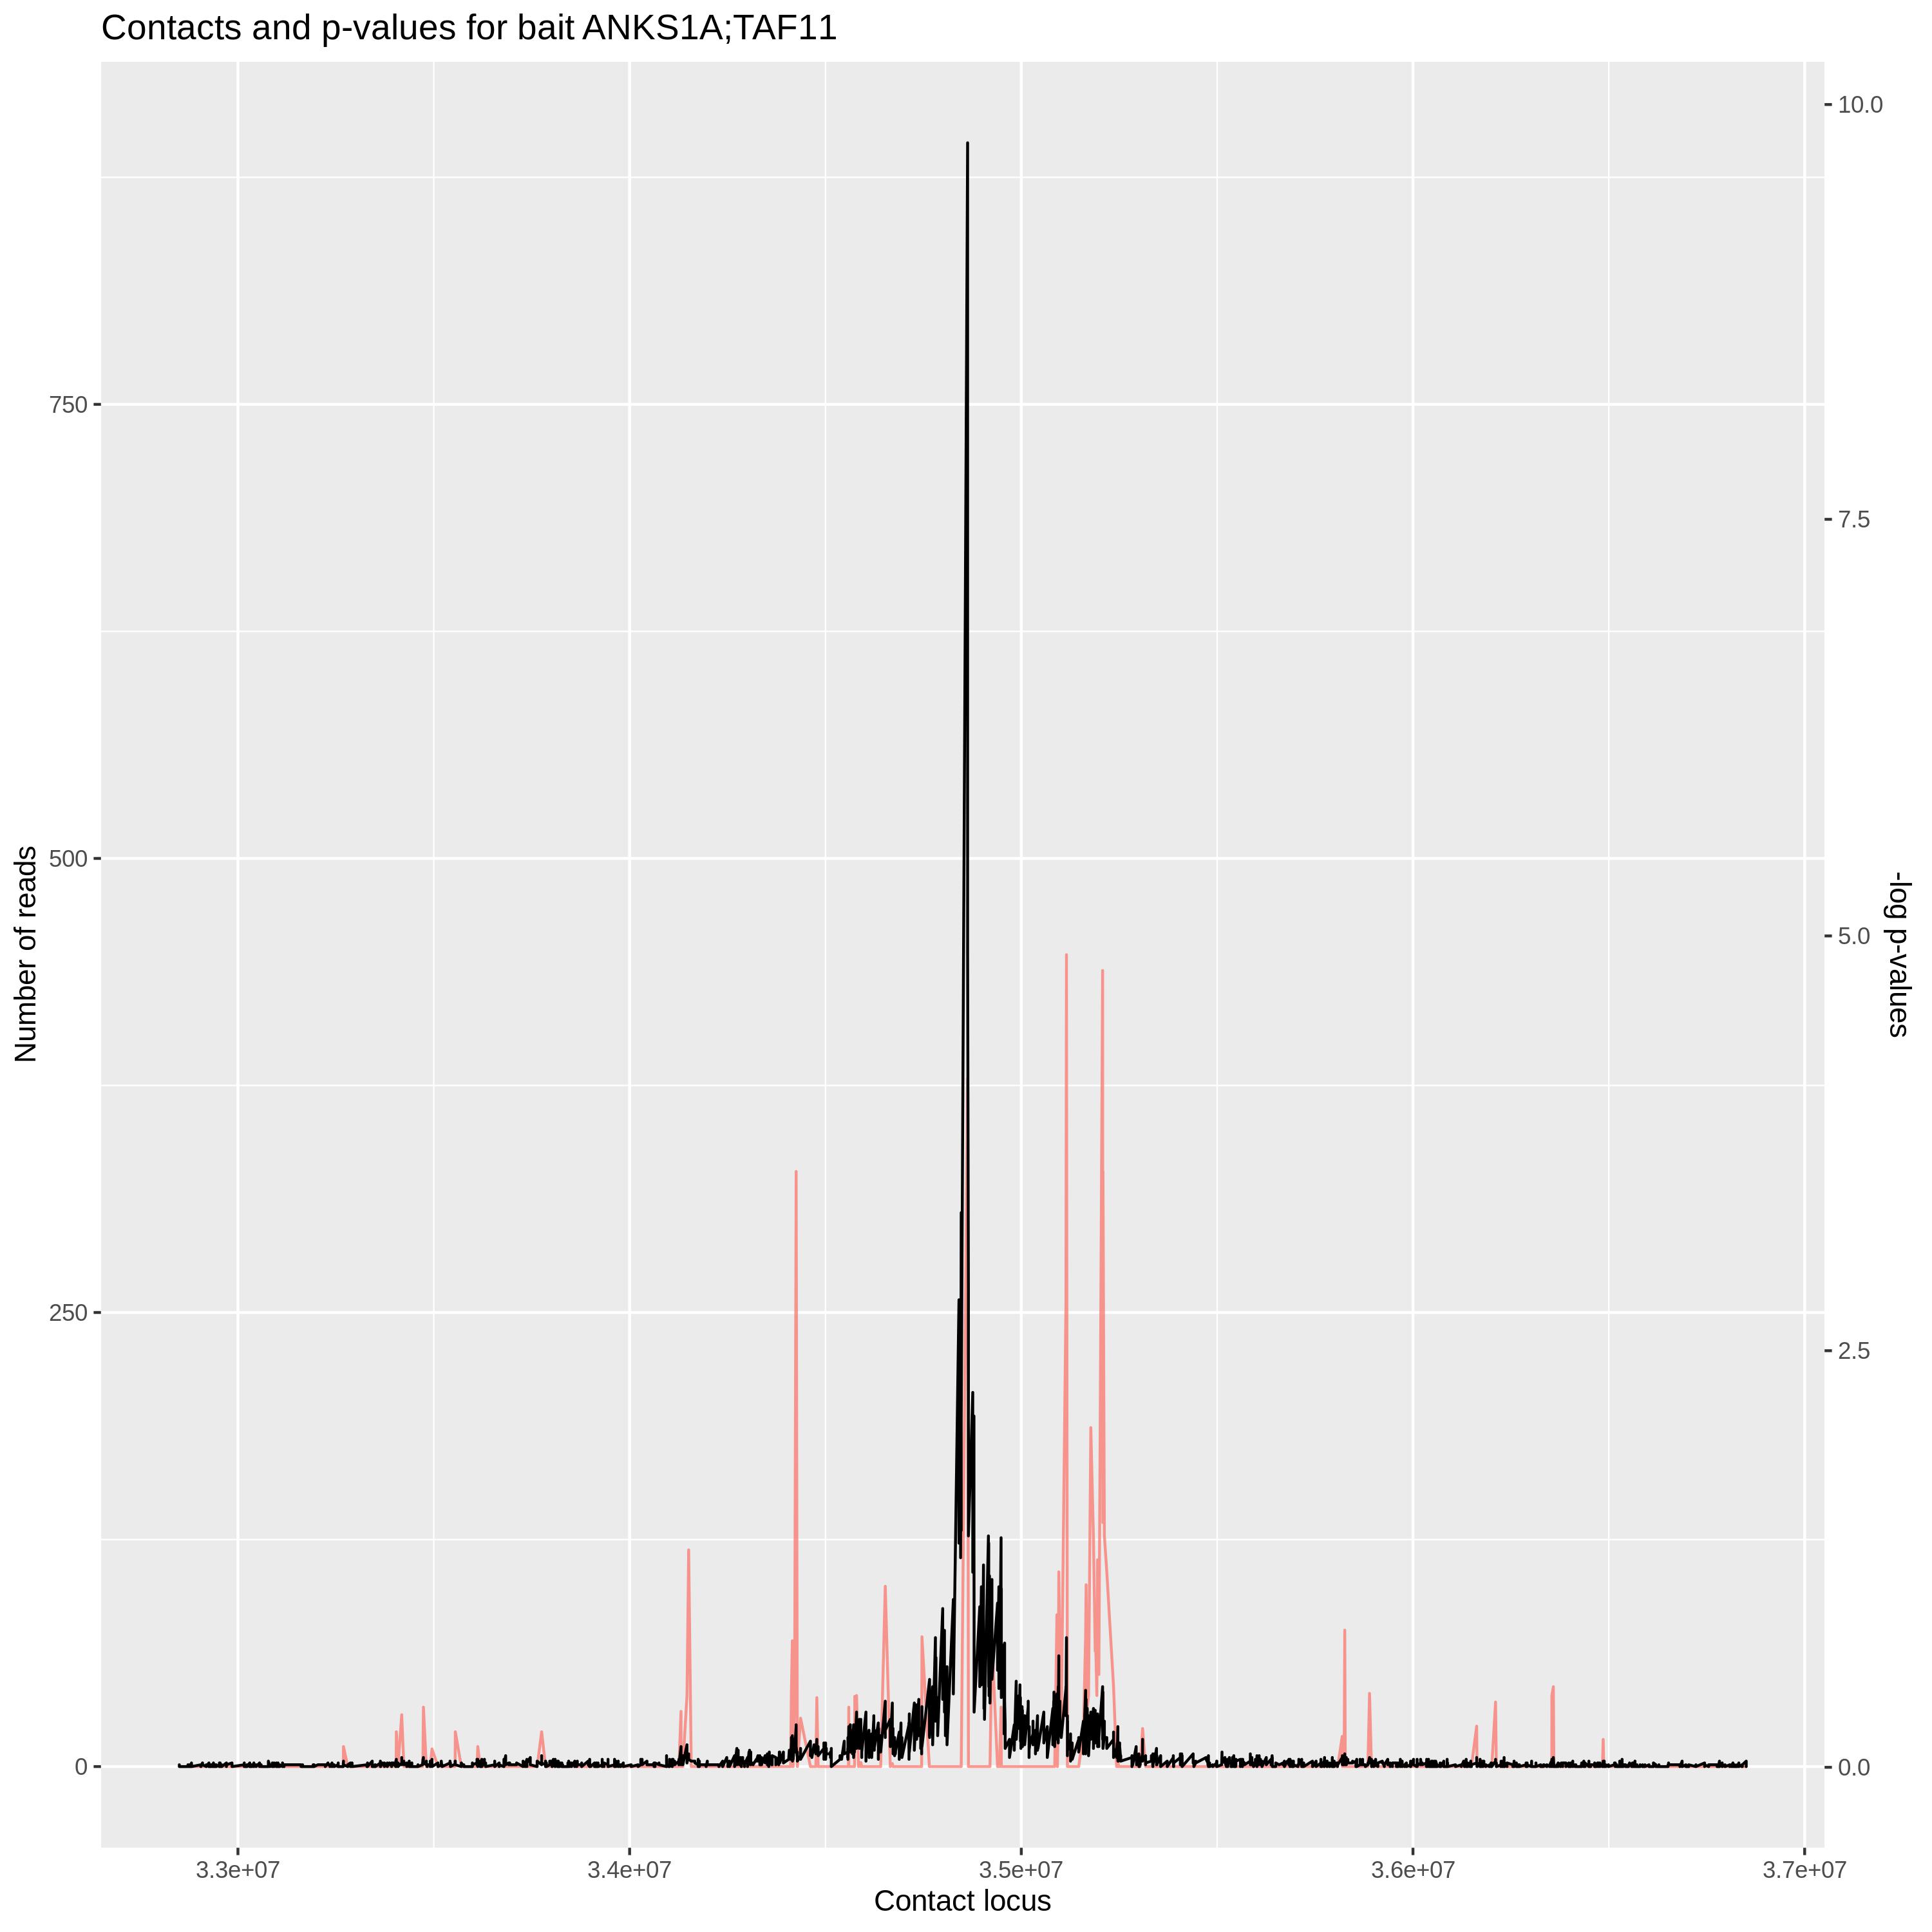 Contacts and p-values for bait ANKS1A;TAF11
Number of reads
750
500
250
0
10.0
7.5
5.0
2.5
0.0
-log p-values
3.3e+07
3.4e+07
3.5e+07
3.6e+07
3.7e+07
Contact locus